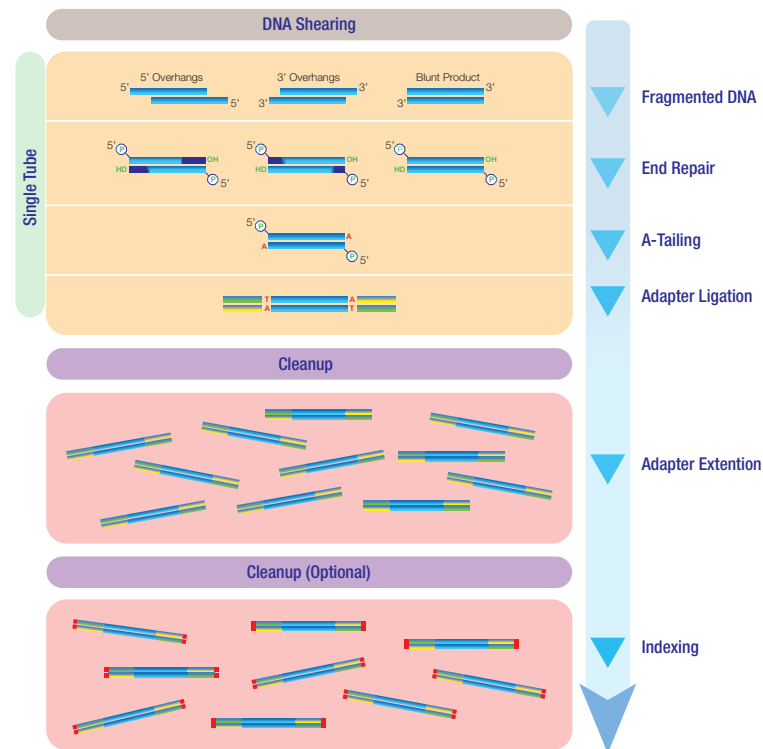 DNA Shearing
Single Tube
5' Overhangs 3' Overhangs Blunt Product
5' 3' 3'
5' 3' 3'
Fragmented DNA
5' 5'
P P P
OH OH OH
HD HD HD
P P P
5' 5' 5'
End Repair
5'
P
A
A
P
5'
A-Tailing
T A
A T
Adapter Ligation
Cleanup
Adapter Extention
Cleanup (Optional)
Indexing